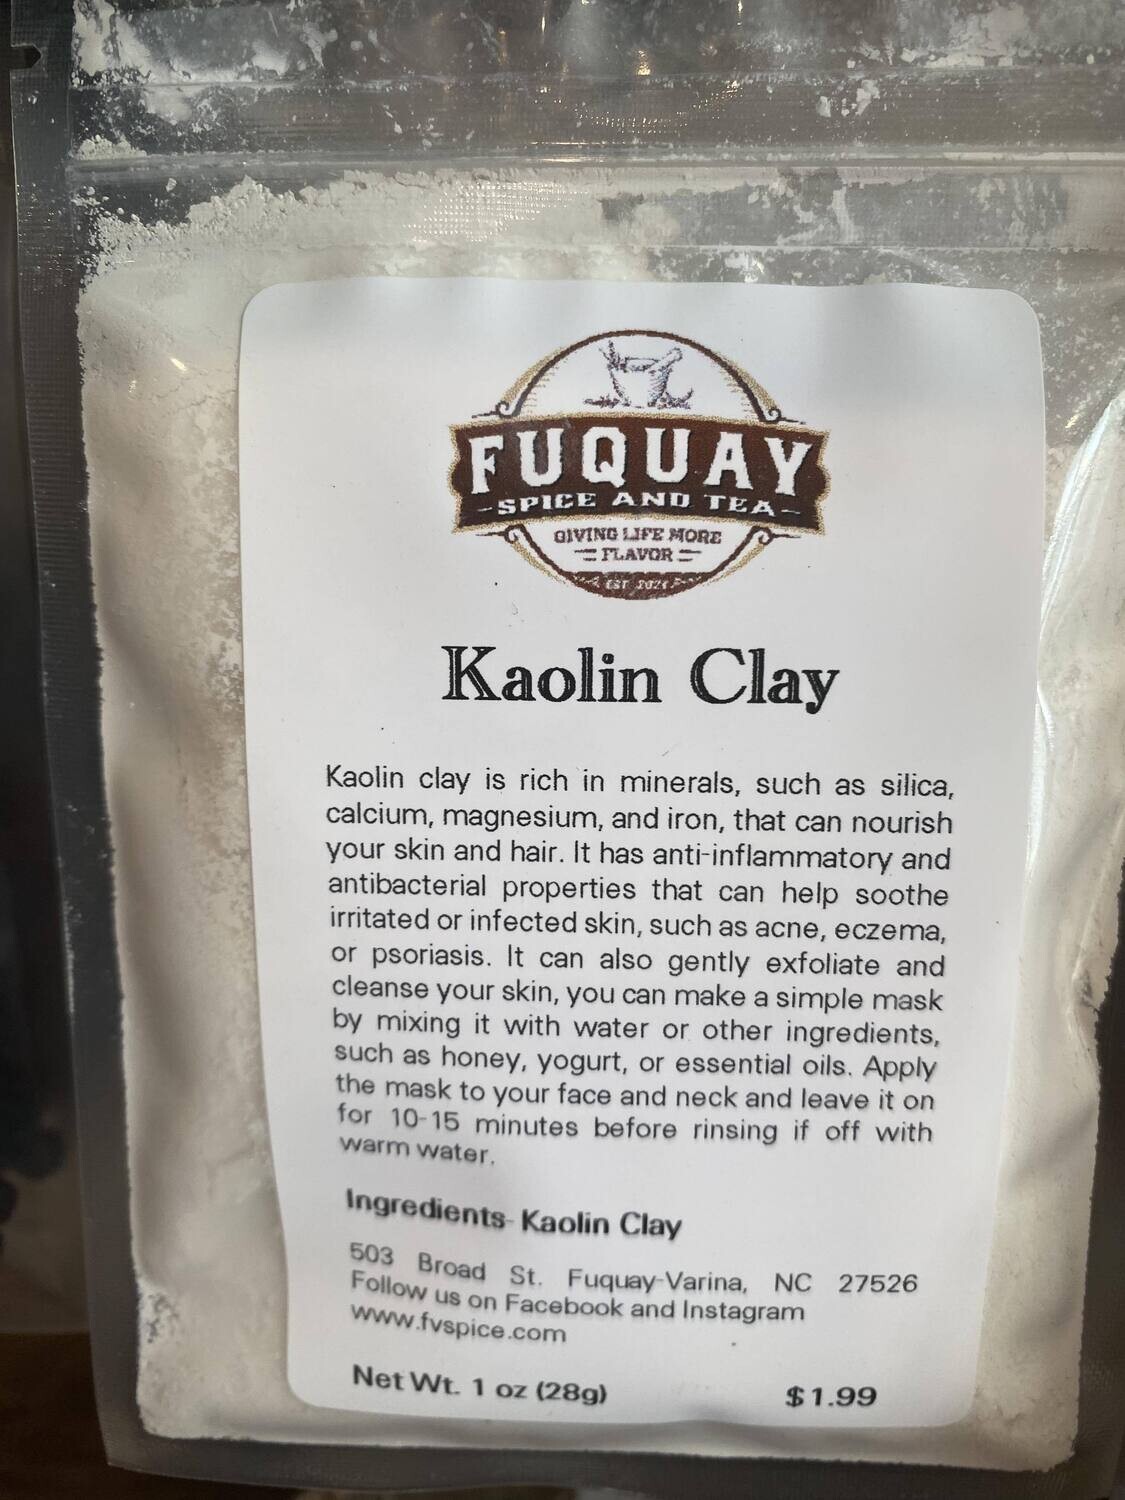 FUQUAY
-SPICE AND TEA-
GIVING LIFE MORE
FLAVOR
EST 2021
Kaolin Clay
Kaolin clay is rich in minerals, such as silica,
calcium, magnesium, and iron, that can nourish
your skin and hair. It has anti-inflammatory and
antibacterial properties that can help soothe
irritated or infected skin, such as acne, eczema,
or psoriasis. It can also gently exfoliate and
cleanse your skin, you can make a simple mask
by mixing it with water or other ingredients,
such as honey, yogurt, or essential oils. Apply
the mask to your face and neck and leave it on
for 10-15 minutes before rinsing if off with
warm water.
Ingredients- Kaolin Clay
503 Broad St. Fuquay-Varina, NC 27526
Follow us on Facebook and Instagram
www.fvspice.com
Net Wt. 1 oz (28g) $1.99